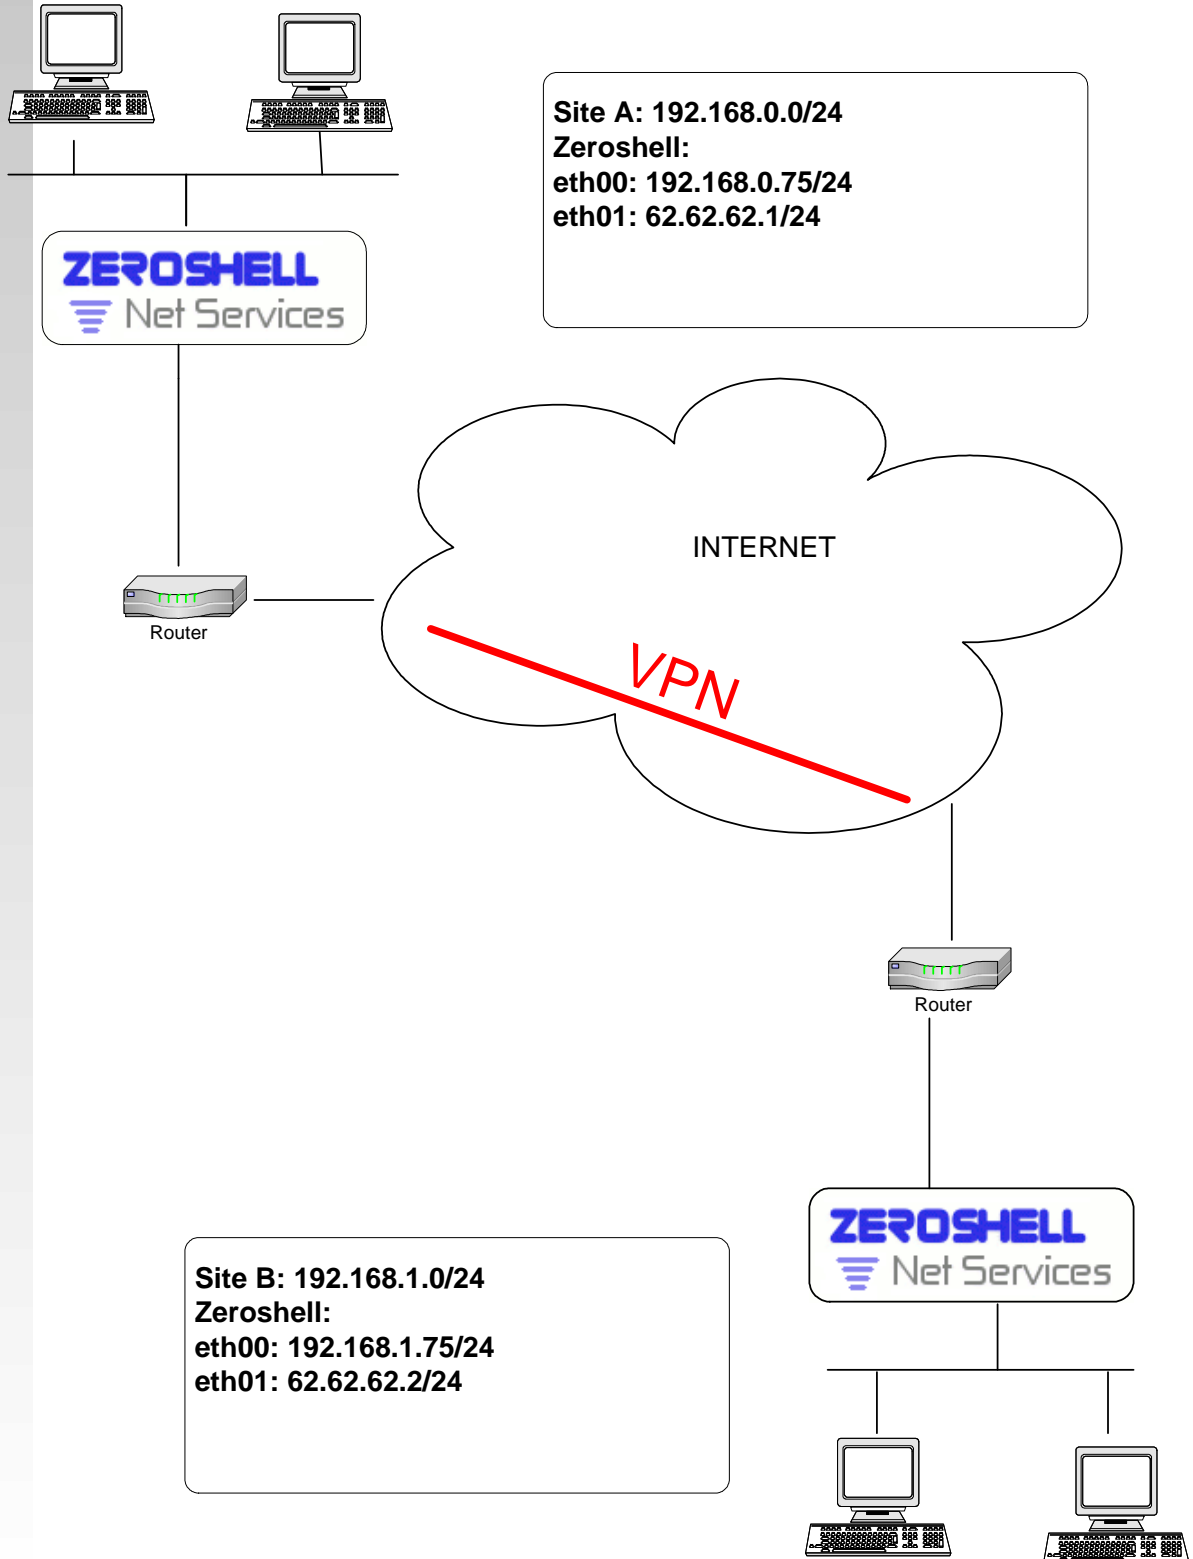 Site A: 192.168.0.0/24
Zeroshell:
eth00: 192.168.0.75/24
eth01: 62.62.62.1/24
ZEROSHELL
Net Services
INTERNET
Router
VPN
Router
ZEROSHELL
Net Services
Site B: 192.168.1.0/24
Zeroshell:
eth00: 192.168.1.75/24
eth01: 62.62.62.2/24